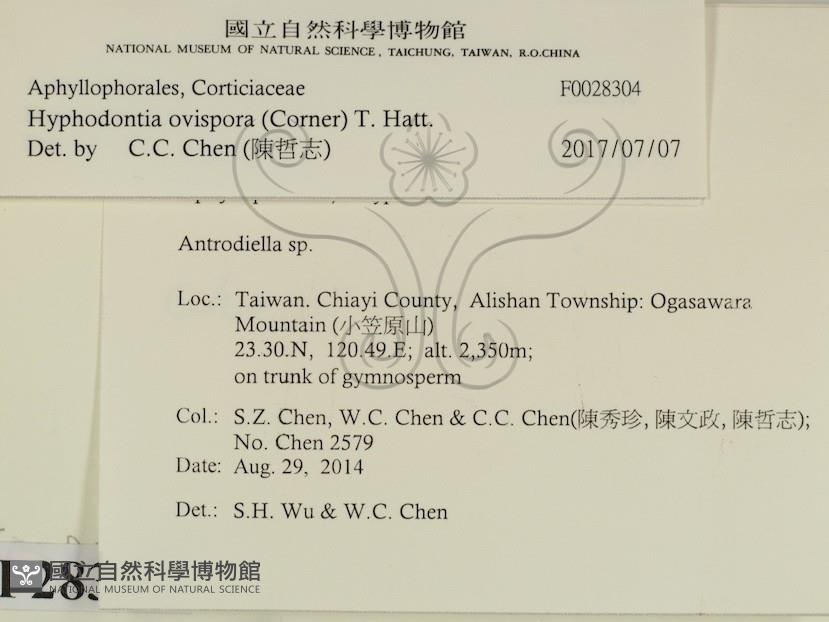 國立自然科學博物館
NATIONAL MUSEUM OF NATURAL SCIENCE, TAICHUNG, TAIWAN, R.O.CHINA
Aphyllophorales, Corticiaceae F0028304
Hyphodontia ovispora (Corner) T. Hatt.
Det. by C.C. Chen (陳哲志) 2017/07/07
Antrodiella sp.
Loc.: Taiwan. Chiayi County, Alishan Township: Ogasawara
Mountain (小笠原山)
23.30.N, 120.49.E; alt. 2,350m;
on trunk of gymnosperm
Col.: S.Z. Chen, W.C. Chen & C.C. Chen(陳秀珍, 陳文政, 陳哲志);
No. Chen 2579
Date: Aug. 29, 2014
Det.: S.H. Wu & W.C. Chen
國立自然科學博物館
NATIONAL MUSEUM OF NATURAL SCIENCE